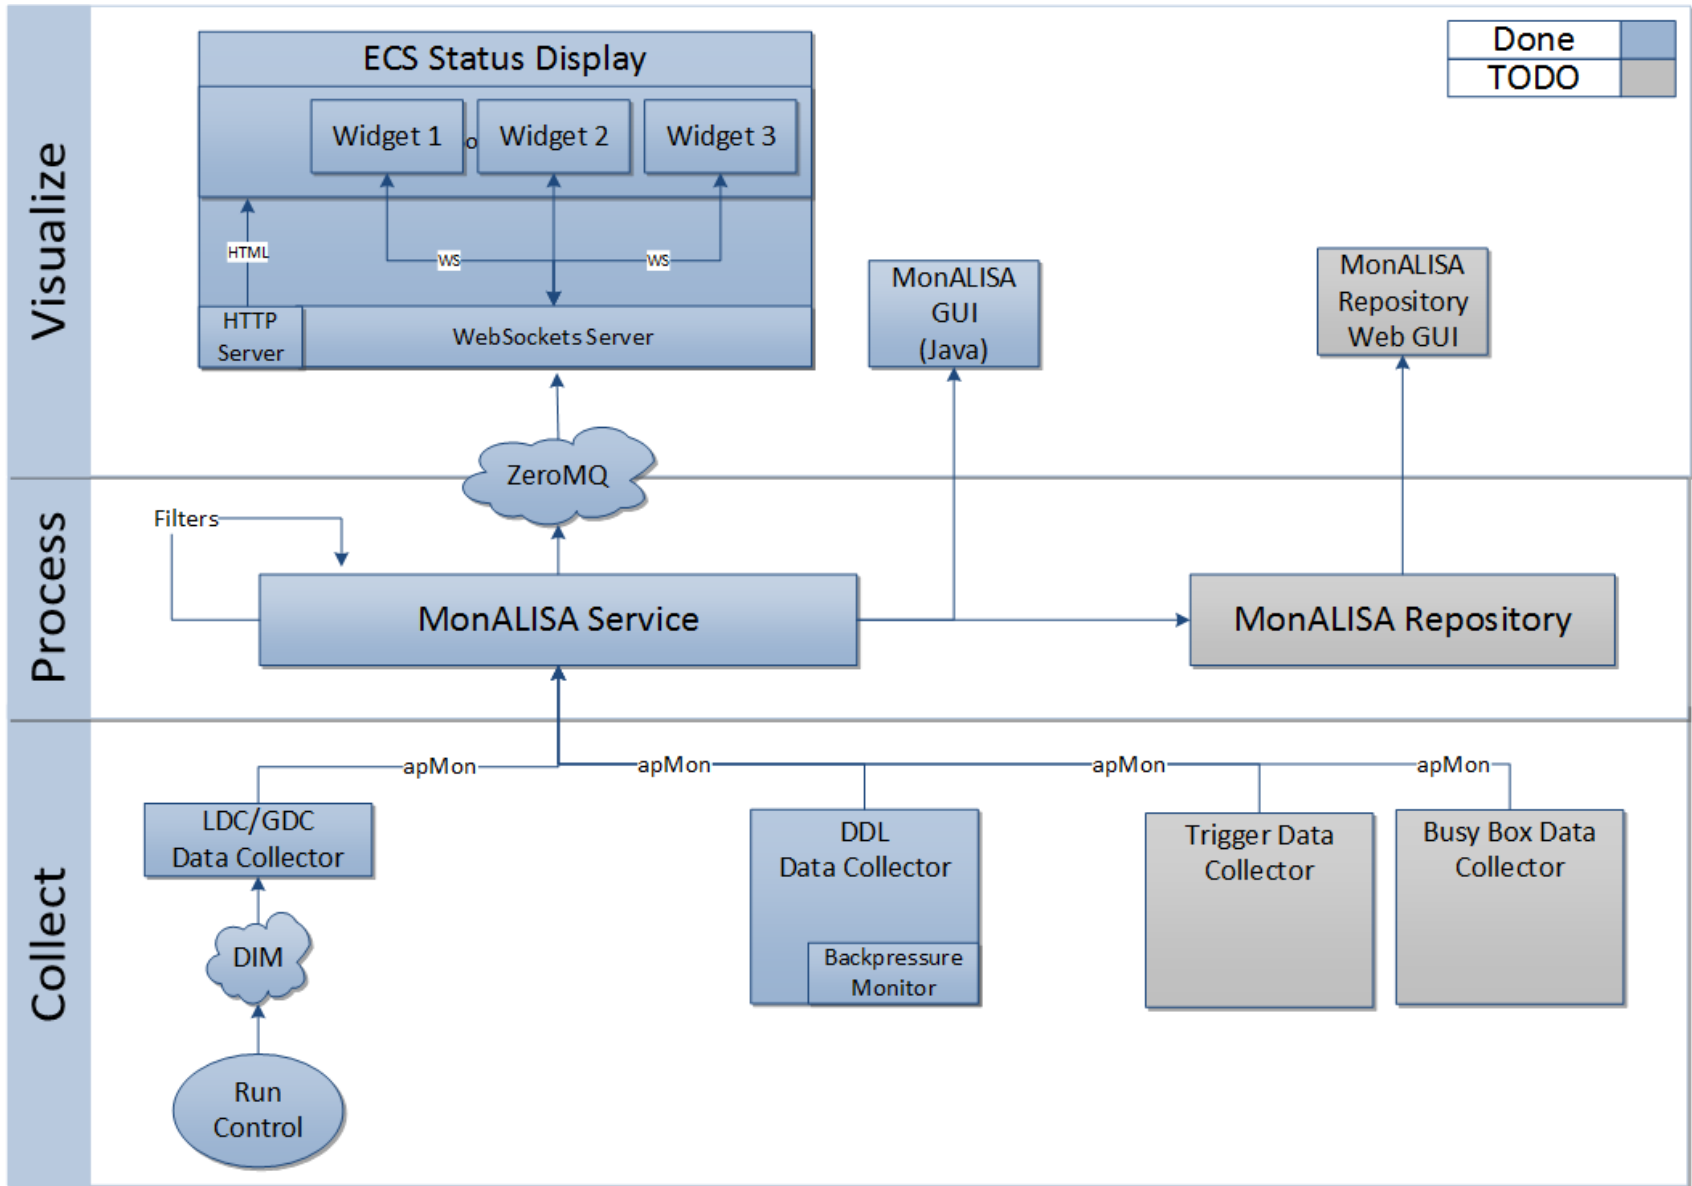 Done
TODO
Visualize
ECS Status Display
Widget 1
o
Widget 2
Widget 3
HTML
WS
WS
HTTP
Server
WebSockets Server
MonALISA
GUI
(Java)
MonALISA
Repository
Web GUI
ZeroMQ
Process
Filters
MonALISA Service
MonALISA Repository
Collect
apMon
apMon
apMon
apMon
LDC/GDC
Data Collector
DDL
Data Collector
Backpressure
Monitor
Trigger Data
Collector
Busy Box Data
Collector
DIM
Run
Control